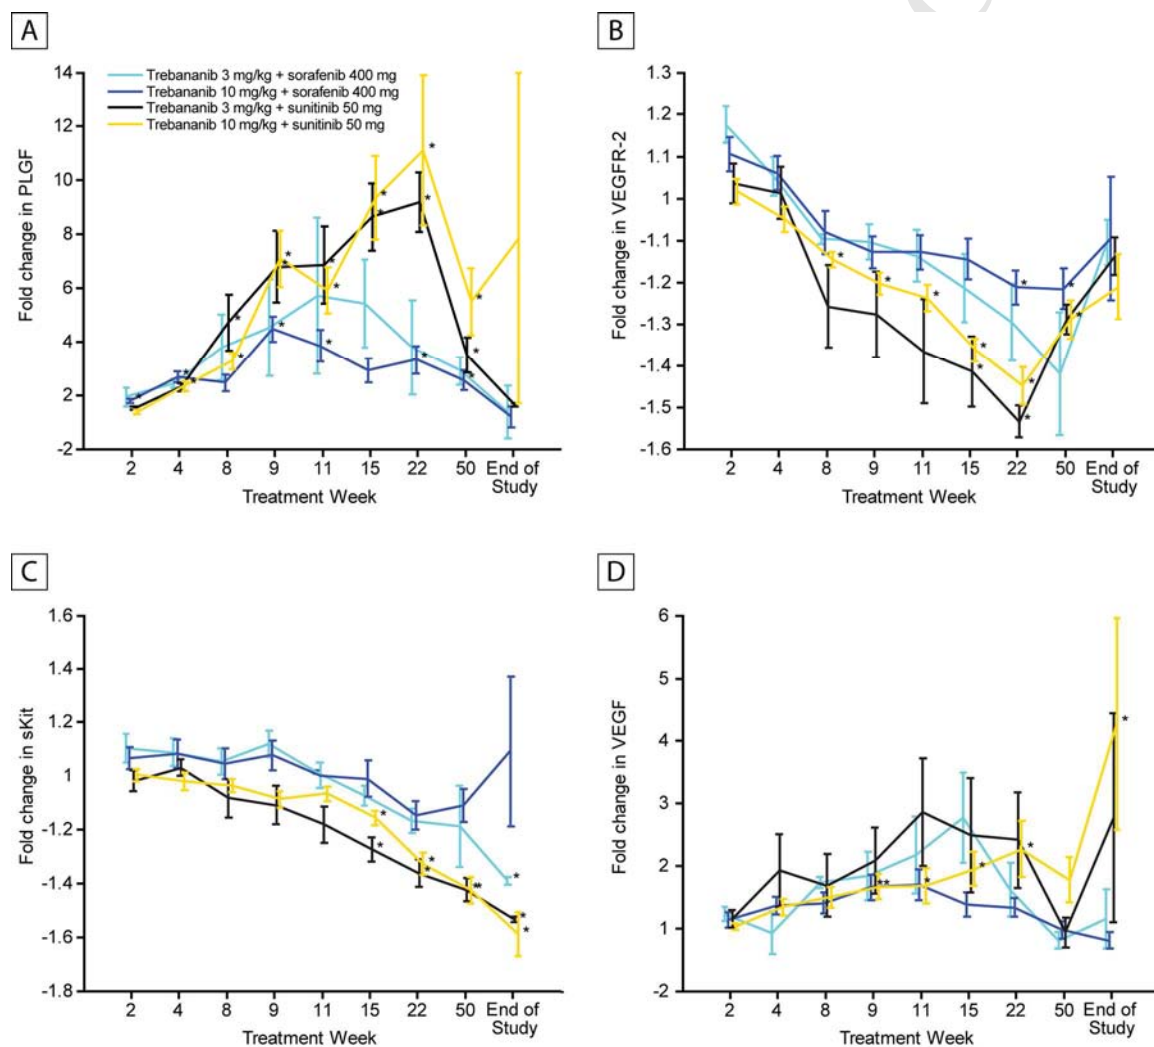 A
Trebananib 3 mg/kg + sorafenib 400 mg
Trebananib 10 mg/kg + sorafenib 400 mg
Trebananib 3 mg/kg + sunitinib 50 mg
Trebananib 10 mg/kg + sunitinib 50 mg
Fold change in PLGF
14
12
10
8
6
4
2
-2
2 4 8 9 11 15 22 50 End of
Study
Treatment Week
B
Fold change in VEGFR-2
1.3
1.2
1.1
1
-1.1
-1.2
-1.3
-1.4
-1.5
-1.6
2 4 8 9 11 15 22 50 End of
Study
Treatment Week
C
Fold change in sKit
1.6
1.4
1.2
1
-1.2
-1.4
-1.6
-1.8
2 4 8 9 11 15 22 50 End of
Study
Treatment Week
D
Fold change in VEGF
6
5
4
3
2
1
-2
2 4 8 9 11 15 22 50 End of
Study
Treatment Week